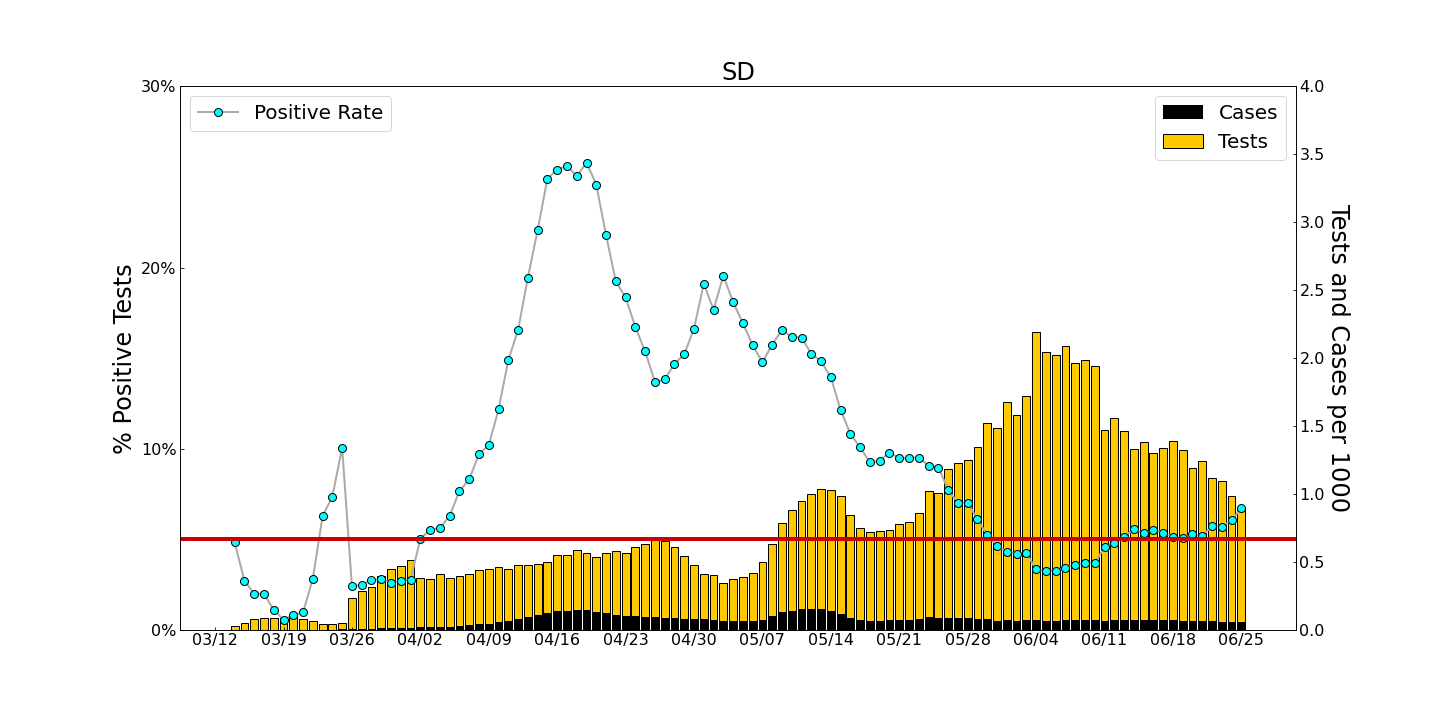 SD
30%
20%
10%
0%
% Positive Tests
Positive Rate
Cases
Tests
4.0
3.5
3.0
2.5
2.0
1.5
1.0
0.5
0.0
Tests and Cases per 1000
03/12 03/19 03/26 04/02 04/09 04/16 04/23 04/30 05/07 05/14 05/21 05/28 06/04 06/11 06/18 06/25